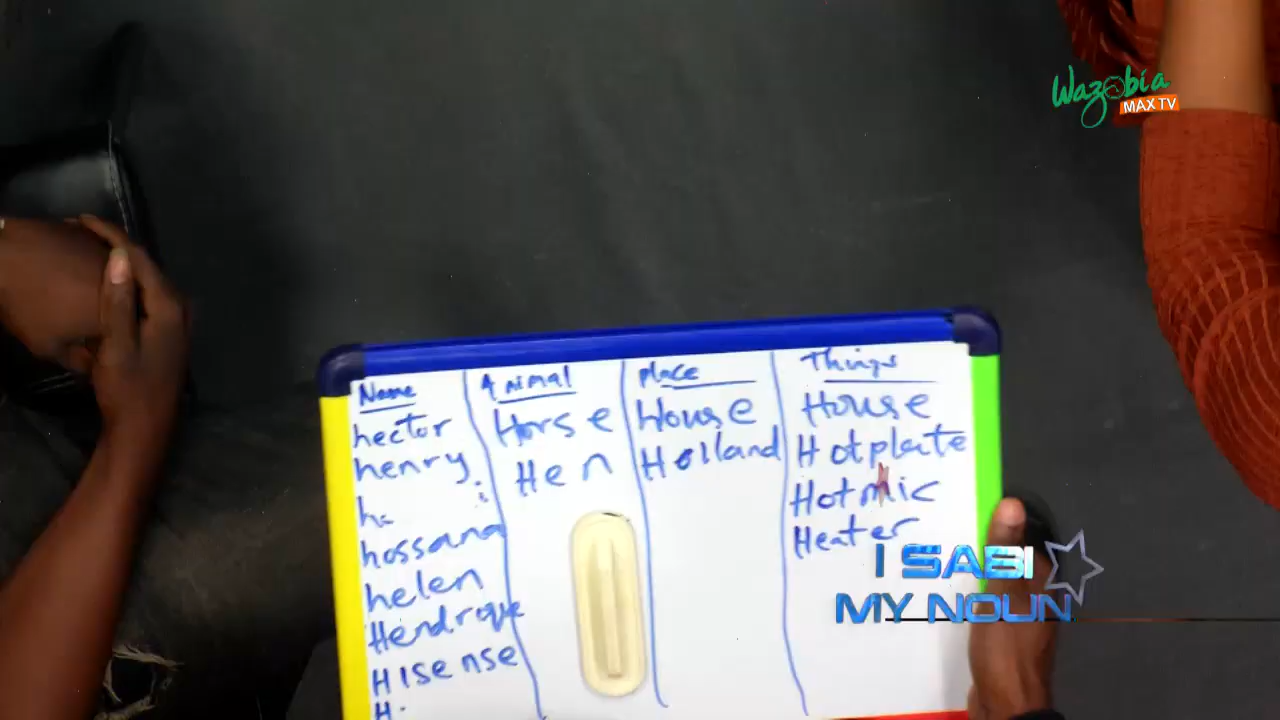 Wazobia
MAX TV
Name
hector
henry
hossana
helen
Hendrique
HISENSE
Animal
Horse
Hen
Place
House
Holland
Things
House
Hotplate
Hotmic
Heater
I SABI
MY NOUN